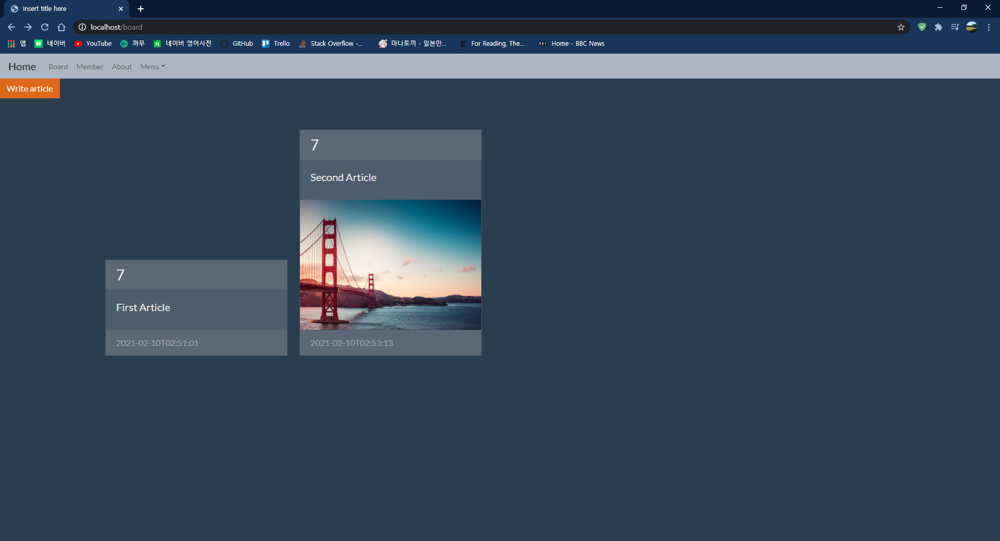 Insert title here
localhost/board
앱 네이버 YouTube 꺼무 네이버 영어사전 GitHub Trello Stack Overflow -... 마나토끼 - 일본만... For Reading, The... BBC Home - BBC News
Home Board Member About Menu
Write article
7
First Article
2021-02-10T02:51:01
7
Second Article
2021-02-10T02:53:13